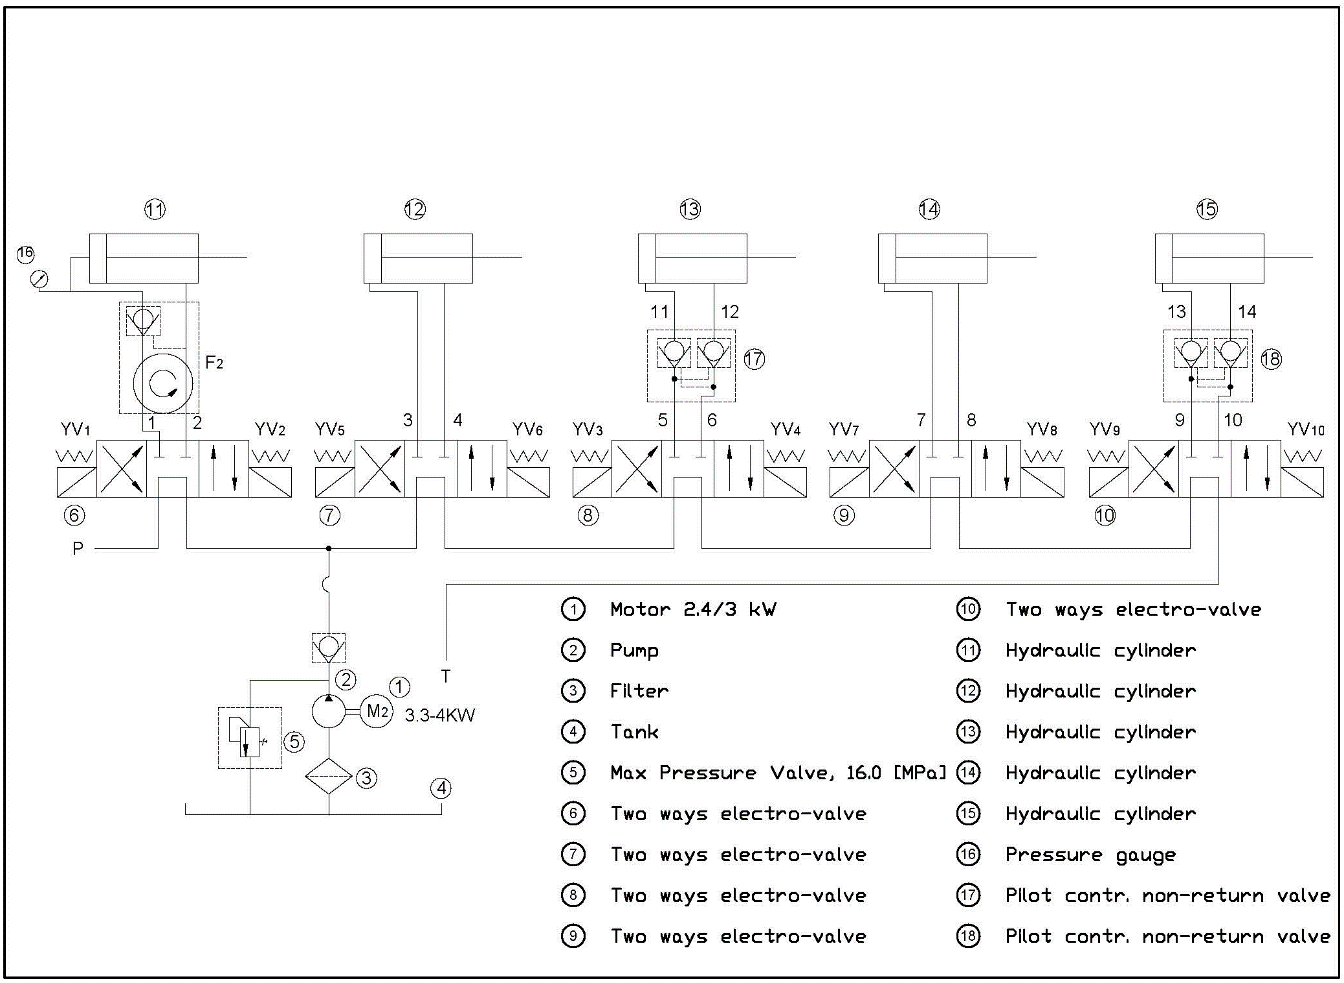 11 12 13 14 15
16
11 12 13 14
17 18
F2
1 2 3 4 5 6 7 8 9 10
YV1 YV2 YV5 YV6 YV3 YV4 YV7 YV8 YV9 YV10
6 7 8 9 10
P
T
2 1
M2 3.3-4KW
5
3
4
1 Motor 2.4/3 kW
2 Pump
3 Filter
4 Tank
5 Max Pressure Valve, 16.0 [MPa]
6 Two ways electro-valve
7 Two ways electro-valve
8 Two ways electro-valve
9 Two ways electro-valve
10 Two ways electro-valve
11 Hydraulic cylinder
12 Hydraulic cylinder
13 Hydraulic cylinder
14 Hydraulic cylinder
15 Hydraulic cylinder
16 Pressure gauge
17 Pilot contr. non-return valve
18 Pilot contr. non-return valve